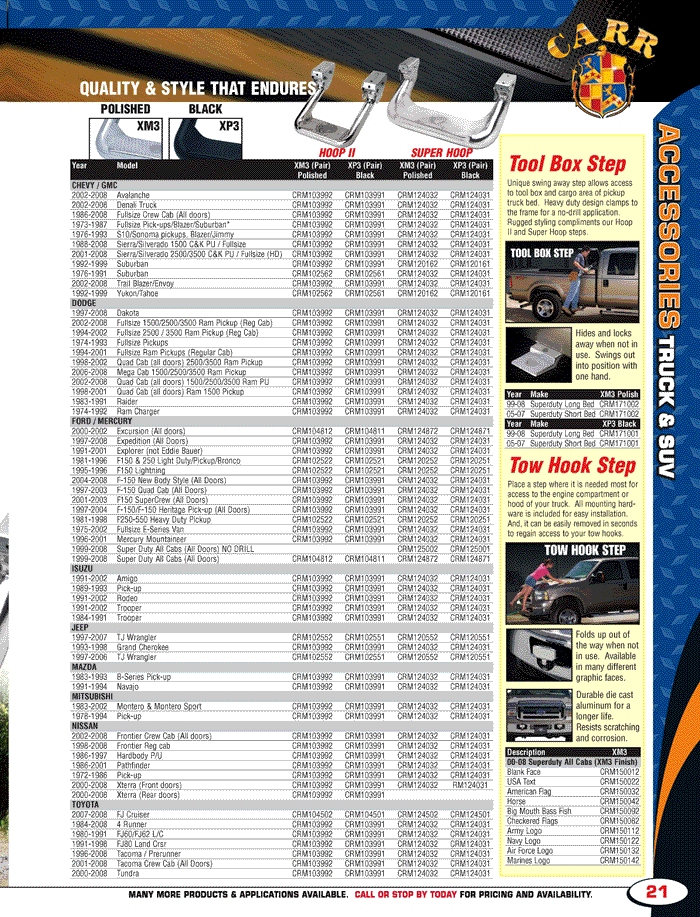 CARR
QUALITY & STYLE THAT ENDURES
POLISHED BLACK
XM3 XP3
HOOP II SUPER HOOP
Year Model XM3 (Pair) Polished XP3 (Pair) Black XM3 (Pair) Polished XP3 (Pair) Black
CHEVY / GMC
2002-2008 Avalanche CRM103992 CRM103991 CRM124032 CRM124031
2002-2008 Denali Truck CRM103992 CRM103991 CRM124032 CRM124031
1986-2008 Fullsize Crew Cab (All doors) CRM103992 CRM103991 CRM124032 CRM124031
1973-1987 Fullsize Pick-ups/Blazer/Suburban* CRM103992 CRM103991 CRM124032 CRM124031
1976-1993 S10/Sonoma pickups, Blazer/Jimmy CRM103992 CRM103991 CRM124032 CRM124031
1988-2008 Sierra/Silverado 1500 C&K PU / Fullsize CRM103992 CRM103991 CRM124032 CRM124031
2001-2008 Sierra/Silverado 2500/3500 C&K PU / Fullsize (HD) CRM103992 CRM103991 CRM124032 CRM124031
1992-1999 Suburban CRM103992 CRM103991 CRM120162 CRM120161
1976-1991 Suburban CRM102562 CRM102561 CRM124032 CRM124031
2002-2008 Trail Blazer/Envoy CRM103992 CRM103991 CRM124032 CRM124031
1992-1999 Yukon/Tahoe CRM102562 CRM102561 CRM120162 CRM120161
DODGE
1997-2008 Dakota CRM103992 CRM103991 CRM124032 CRM124031
2002-2008 Fullsize 1500/2500/3500 Ram Pickup (Reg Cab) CRM103992 CRM103991 CRM124032 CRM124031
1994-2002 Fullsize 2500 / 3500 Ram Pickup (Reg Cab) CRM103992 CRM103991 CRM124032 CRM124031
1974-1993 Fullsize Pickups CRM103992 CRM103991 CRM124032 CRM124031
1994-2001 Fullsize Ram Pickups (Regular Cab) CRM103992 CRM103991 CRM124032 CRM124031
1998-2002 Quad Cab (all doors) 2500/3500 Ram Pickup CRM103992 CRM103991 CRM124032 CRM124031
2006-2008 Mega Cab 1500/2500/3500 Ram Pickup CRM103992 CRM103991 CRM124032 CRM124031
2002-2008 Quad Cab (all doors) 1500/2500/3500 Ram PU CRM103992 CRM103991 CRM124032 CRM124031
1998-2001 Quad Cab (all doors) Ram 1500 Pickup CRM103992 CRM103991 CRM124032 CRM124031
1983-1991 Raider CRM103992 CRM103991 CRM124032 CRM124031
1974-1992 Ram Charger CRM103992 CRM103991 CRM124032 CRM124031
FORD / MERCURY
2000-2002 Excursion (All doors) CRM104812 CRM104811 CRM124872 CRM124871
1997-2008 Expedition (All Doors) CRM103992 CRM103991 CRM124032 CRM124031
1991-2001 Explorer (not Eddie Bauer) CRM103992 CRM103991 CRM124032 CRM124031
1981-1996 F150 & 250 Light Duty/Pickup/Bronco CRM102522 CRM102521 CRM120252 CRM120251
1995-1996 F150 Lightning CRM102522 CRM102521 CRM120252 CRM120251
2004-2008 F-150 New Body Style (All Doors) CRM103992 CRM103991 CRM124032 CRM124031
1997-2003 F-150 Quad Cab (All Doors) CRM103992 CRM103991 CRM124032 CRM124031
2001-2003 F150 SuperCrew (All Doors) CRM103992 CRM103991 CRM124032 CRM124031
1997-2004 F-150/F-150 Heritage Pick-up (All Doors) CRM103992 CRM103991 CRM124032 CRM124031
1981-1998 F250-550 Heavy Duty Pickup CRM102522 CRM102521 CRM120252 CRM120251
1975-2002 Fullsize E-Series Van CRM103992 CRM103991 CRM124032 CRM124031
1996-2001 Mercury Mountaineer CRM103992 CRM103991 CRM124032 CRM124031
1999-2008 Super Duty All Cabs (All Doors) NO DRILL CRM125002 CRM125001
1999-2008 Super Duty All Cabs (All Doors) CRM104812 CRM104811 CRM124872 CRM124871
ISUZU
1991-2002 Amigo CRM103992 CRM103991 CRM124032 CRM124031
1989-1993 Pick-up CRM103992 CRM103991 CRM124032 CRM124031
1991-2002 Rodeo CRM103992 CRM103991 CRM124032 CRM124031
1991-2002 Trooper CRM103992 CRM103991 CRM124032 CRM124031
1984-1991 Trooper CRM103992 CRM103991 CRM124032 CRM124031
JEEP
1997-2007 TJ Wrangler CRM102552 CRM102551 CRM120552 CRM120551
1993-1998 Grand Cherokee CRM103992 CRM103991 CRM124032 CRM124031
1997-2006 TJ Wrangler CRM102552 CRM102551 CRM120552 CRM120551
MAZDA
1983-1993 B-Series Pick-up CRM103992 CRM103991 CRM124032 CRM124031
1991-1994 Navajo CRM103992 CRM103991 CRM124032 CRM124031
MITSUBISHI
1983-2002 Montero & Montero Sport CRM103992 CRM103991 CRM124032 CRM124031
1978-1994 Pick-up CRM103992 CRM103991 CRM124032 CRM124031
NISSAN
2002-2008 Frontier Crew Cab (All doors) CRM103992 CRM103991 CRM124032 CRM124031
1998-2008 Frontier Reg cab CRM103992 CRM103991 CRM124032 CRM124031
1986-1997 Hardbody P/U CRM103992 CRM103991 CRM124032 CRM124031
1986-2001 Pathfinder CRM103992 CRM103991 CRM124032 CRM124031
1972-1986 Pick-up CRM103992 CRM103991 CRM124032 CRM124031
2000-2008 Xterra (Front doors) CRM103992 CRM103991 CRM124032 RM124031
2000-2008 Xterra (Rear doors) CRM103992 CRM103991
TOYOTA
2007-2008 FJ Cruiser CRM104502 CRM104501 CRM124502 CRM124501
1984-2008 4 Runner CRM103992 CRM103991 CRM124032 CRM124031
1980-1991 FJ60/FJ62 L/C CRM103992 CRM103991 CRM124032 CRM124031
1991-1998 FJ80 Land Crsr CRM103992 CRM103991 CRM124032 CRM124031
1996-2008 Tacoma / Prerunner CRM103992 CRM103991 CRM124032 CRM124031
2001-2008 Tacoma Crew Cab (All Doors) CRM103992 CRM103991 CRM124032 CRM124031
2000-2008 Tundra CRM103992 CRM103991 CRM124032 CRM124031
Tool Box Step
Unique swing away step allows access
to tool box and cargo area of pickup
truck bed. Heavy duty design clamps to
the frame for a no-drill application.
Rugged styling compliments our Hoop
II and Super Hoop steps.
TOOL BOX STEP
Hides and locks
away when not in
use. Swings out
into position with
one hand.
Year Make XM3 Polish
99-08 Superduty Long Bed CRM171002
05-07 Superduty Short Bed CRM171002
Year Make XP3 Black
99-08 Superduty Long Bed CRM171001
05-07 Superduty Short Bed CRM171001
Tow Hook Step
Place a step where it is needed most for
access to the engine compartment or
hood of your truck. All mounting hard-
ware is included for easy installation.
And, it can be easily removed in seconds
to regain access to your tow hooks.
TOW HOOK STEP
Folds up out of
the way when not
in use. Available
in many different
graphic faces.
Durable die cast
aluminum for a
longer life.
Resists scratching
and corrosion.
Description XM3
00-08 Superduty All Cabs (XM3 Finish)
Blank Face CRM150012
USA Text CRM150022
American Flag CRM150032
Horse CRM150042
Big Mouth Bass Fish CRM150092
Checkered Flags CRM150062
Army Logo CRM150112
Navy Logo CRM150122
Air Force Logo CRM150132
Marines Logo CRM150142
ACCESSORIES TRUCK & SUV
MANY MORE PRODUCTS & APPLICATIONS AVAILABLE. CALL OR STOP BY TODAY FOR PRICING AND AVAILABILITY.
21